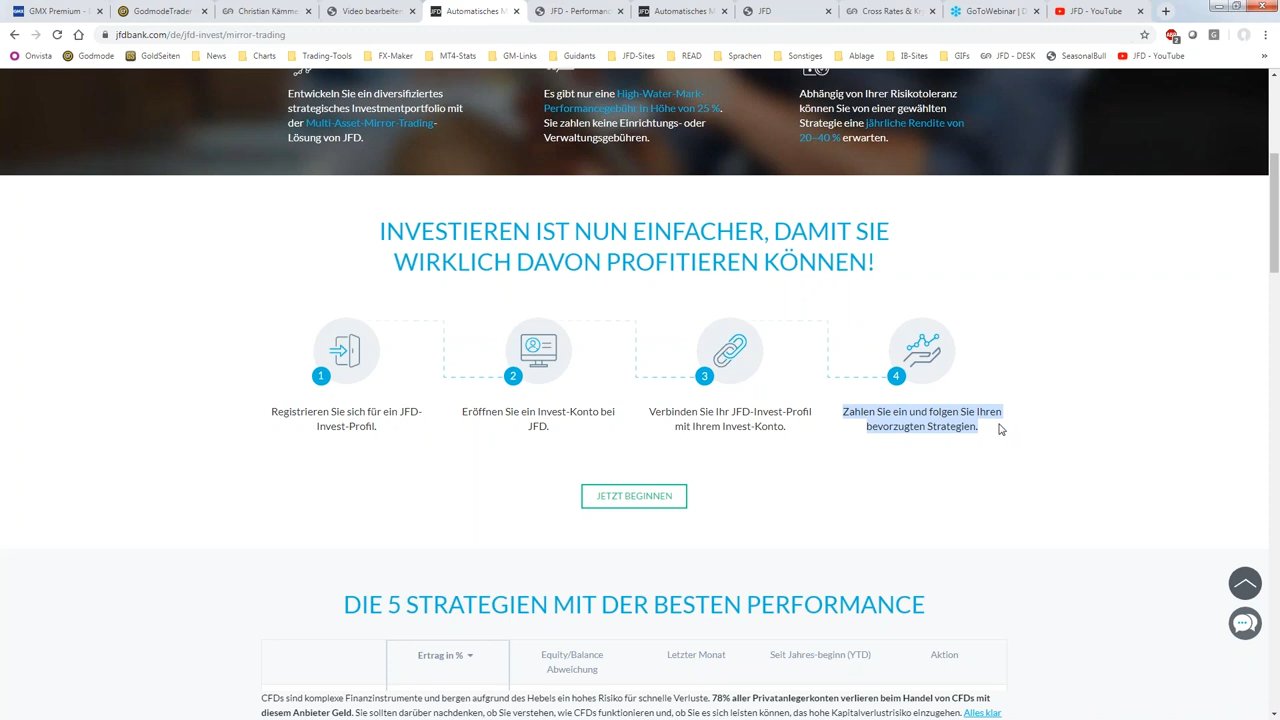 GMX Premium -
GodmodeTrader
Christian Kämme
Video bearbeiten
Automatisches M
JFD - Performanc
Automatisches M
JFD
Cross Rates & Kr
GoToWebinar | D
JFD - YouTube
jfdbank.com/de/jfd-invest/mirror-trading
Onvista
Godmode
GoldSeiten
News
Charts
Trading-Tools
FX-Maker
MT4-Stats
GM-Links
Guidants
JFD-Sites
READ
Sprachen
Sonstiges
Ablage
IB-Sites
GIFs
JFD - DESK
SeasonalBull
JFD - YouTube
Entwickeln Sie ein diversifiziertes
strategisches Investmentportfolio mit
der Multi-Asset-Mirror-Trading-
Lösung von JFD.
Es gibt nur eine High-Water-Mark-
Performancegebühr in Höhe von 25 %.
Sie zahlen keine Einrichtungs- oder
Verwaltungsgebühren.
Abhängig von Ihrer Risikotoleranz
können Sie von einer gewählten
Strategie eine jährliche Rendite von
20–40 % erwarten.
INVESTIEREN IST NUN EINFACHER, DAMIT SIE
WIRKLICH DAVON PROFITIEREN KÖNNEN!
1
Registrieren Sie sich für ein JFD-
Invest-Profil.
2
Eröffnen Sie ein Invest-Konto bei
JFD.
3
Verbinden Sie Ihr JFD-Invest-Profil
mit Ihrem Invest-Konto.
4
Zahlen Sie ein und folgen Sie Ihren
bevorzugten Strategien.
JETZT BEGINNEN
DIE 5 STRATEGIEN MIT DER BESTEN PERFORMANCE
Ertrag in %
Equity/Balance
Abweichung
Letzter Monat
Seit Jahres-beginn (YTD)
Aktion
CFDs sind komplexe Finanzinstrumente und bergen aufgrund des Hebels ein hohes Risiko für schnelle Verluste. 78% aller Privatanlegerkonten verlieren beim Handel von CFDs mit
diesem Anbieter Geld. Sie sollten darüber nachdenken, ob Sie verstehen, wie CFDs funktionieren und, ob Sie es sich leisten können, das hohe Kapitalverlustrisiko einzugehen. Alles klar